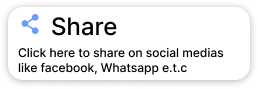 Share
Click here to share on social medias
like facebook, Whatsapp e.t.c